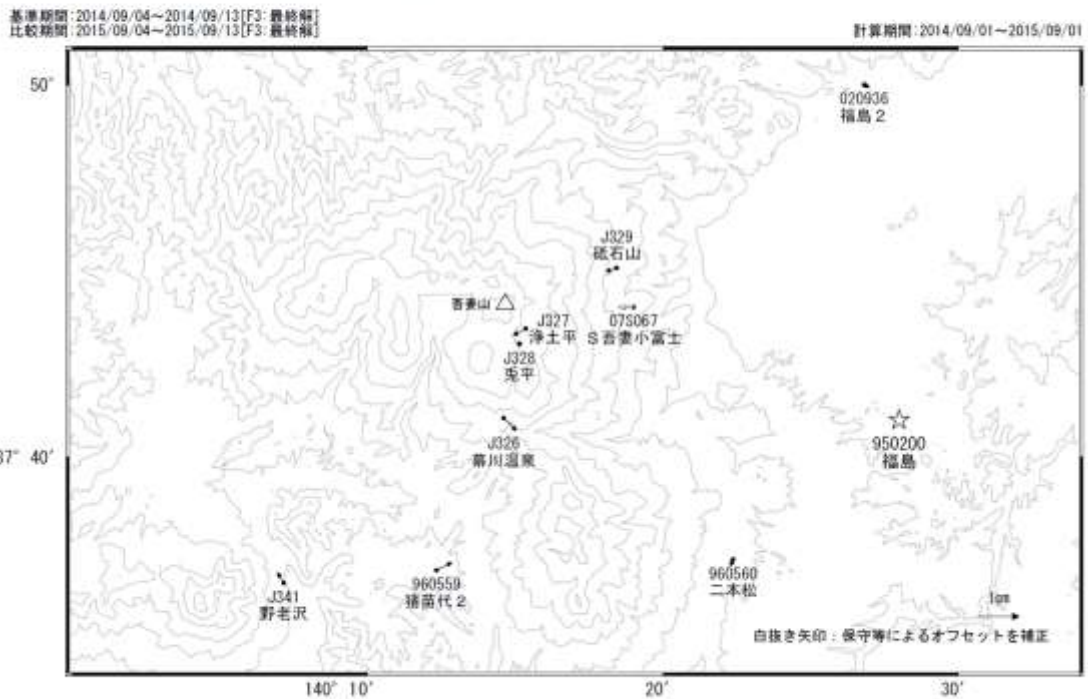 基準期間:2014/09/04～2014/09/13[F3:最終解]
比較期間:2015/09/04～2015/09/13[F3:最終解]
計算期間:2014/09/01～2015/09/01
50′
020936
福島２
J329
砥石山
吾妻山
J327
浄土平
07S067
Ｓ吾妻小富士
J328
兎平
J326
幕川温泉
950200
福島
37° 40′
J341
野老沢
960559
猪苗代２
960560
二本松
1cm
白抜き矢印：保守等によるオフセットを補正
140° 10′
20′
30′